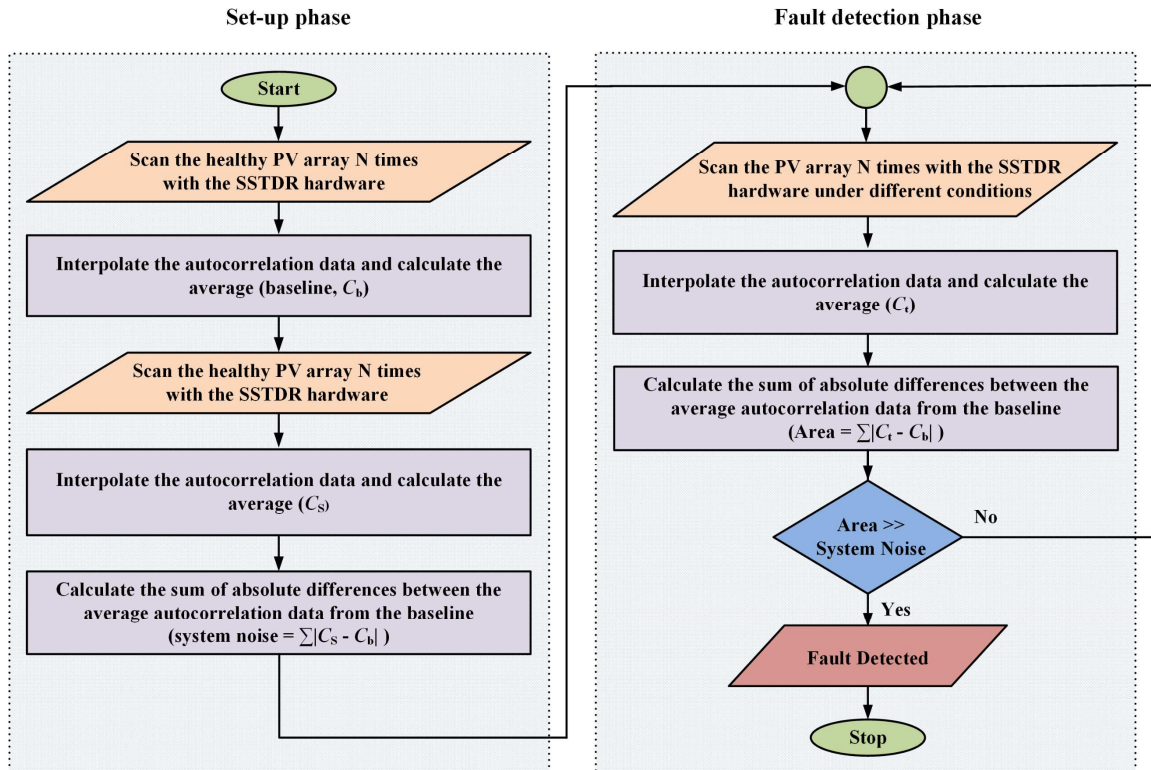 Set-up phase
Start
Scan the healthy PV array N times
with the SSTDR hardware
Interpolate the autocorrelation data and calculate the
average (baseline, Cb)
Scan the healthy PV array N times
with the SSTDR hardware
Interpolate the autocorrelation data and calculate the
average (CS)
Calculate the sum of absolute differences between the
average autocorrelation data from the baseline
(system noise = ∑|CS - Cb| )
Fault detection phase
Scan the PV array N times with the SSTDR
hardware under different conditions
Interpolate the autocorrelation data and calculate the
average (Ct)
Calculate the sum of absolute differences between the
average autocorrelation data from the baseline
(Area = ∑|Ct - Cb| )
Area >>
System Noise
No
Yes
Fault Detected
Stop